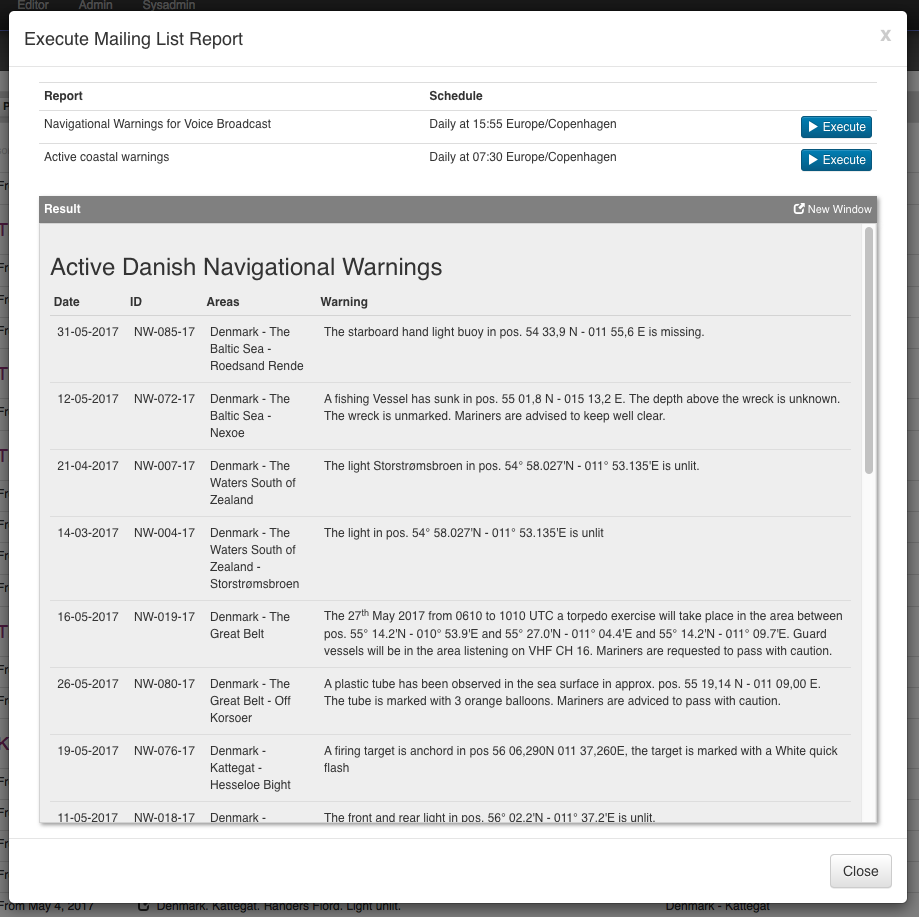 Editor Admin Sysadmin
Execute Mailing List Report
x
Report Schedule
Navigational Warnings for Voice Broadcast Daily at 15:55 Europe/Copenhagen Execute
Active coastal warnings Daily at 07:30 Europe/Copenhagen Execute
Result New Window
Active Danish Navigational Warnings
Date ID Areas Warning
31-05-2017 NW-085-17 Denmark - The The starboard hand light buoy in pos. 54 33,9 N - 011 55,6 E is missing.
Baltic Sea -
Roedsand Rende
12-05-2017 NW-072-17 Denmark - The A fishing Vessel has sunk in pos. 55 01,8 N - 015 13,2 E. The depth above the wreck is unknown.
Baltic Sea - The wreck is unmarked. Mariners are advised to keep well clear.
Nexoe
21-04-2017 NW-007-17 Denmark - The The light Storstrømsbroen in pos. 54° 58.027'N - 011° 53.135'E is unlit.
Waters South of
Zealand
14-03-2017 NW-004-17 Denmark - The The light in pos. 54° 58.027'N - 011° 53.135'E is unlit
Waters South of
Zealand -
Storstrømsbroen
16-05-2017 NW-019-17 Denmark - The The 27th May 2017 from 0610 to 1010 UTC a torpedo exercise will take place in the area between
Great Belt pos. 55° 14.2'N - 010° 53.9'E and 55° 27.0'N - 011° 04.4'E and 55° 14.2'N - 011° 09.7'E. Guard
vessels will be in the area listening on VHF CH 16. Mariners are requested to pass with caution.
26-05-2017 NW-080-17 Denmark - The A plastic tube has been observed in the sea surface in approx. pos. 55 19,14 N - 011 09,00 E.
Great Belt - Off The tube is marked with 3 orange balloons. Mariners are adviced to pass with caution.
Korsoer
19-05-2017 NW-076-17 Denmark - A firing target is anchord in pos 56 06,290N 011 37,260E, the target is marked with a White quick
Kattegat - flash
Hesseloe Bight
11-05-2017 NW-018-17 Denmark - The front and rear light in pos. 56° 02.2'N - 011° 37.2'E is unlit.
Close
From May 4, 2017 Denmark. Kattegat. Randers Fiord. Light unlit. Denmark - Kattegat